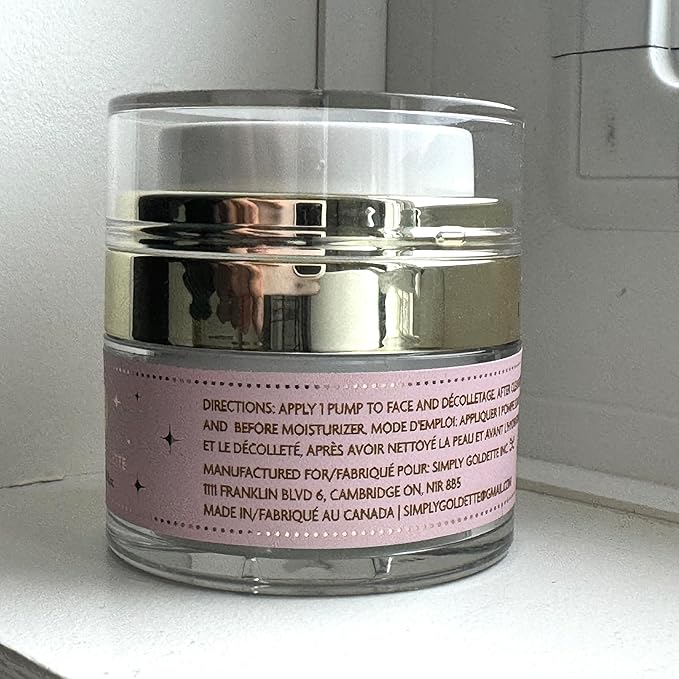 DIRECTIONS: APPLY 1 PUMP TO FACE AND DÉCOLLETAGE. AFTER
AND BEFORE MOISTURIZER. MODE D'EMPLOI: APPLIQUER 1 POMPE
ET LE DÉCOLLETÉ, APRÈS AVOIR NETTOYÉ LA PEAU ET AVANT
MANUFACTURED FOR/FABRIQUÉ POUR: SIMPLY GOLDETTE INC.
1111 FRANKLIN BLVD 6, CAMBRIDGE ON, N1R 8B5
MADE IN/FABRIQUÉ AU CANADA | SIMPLYGOLDETTE@GMAIL.COM